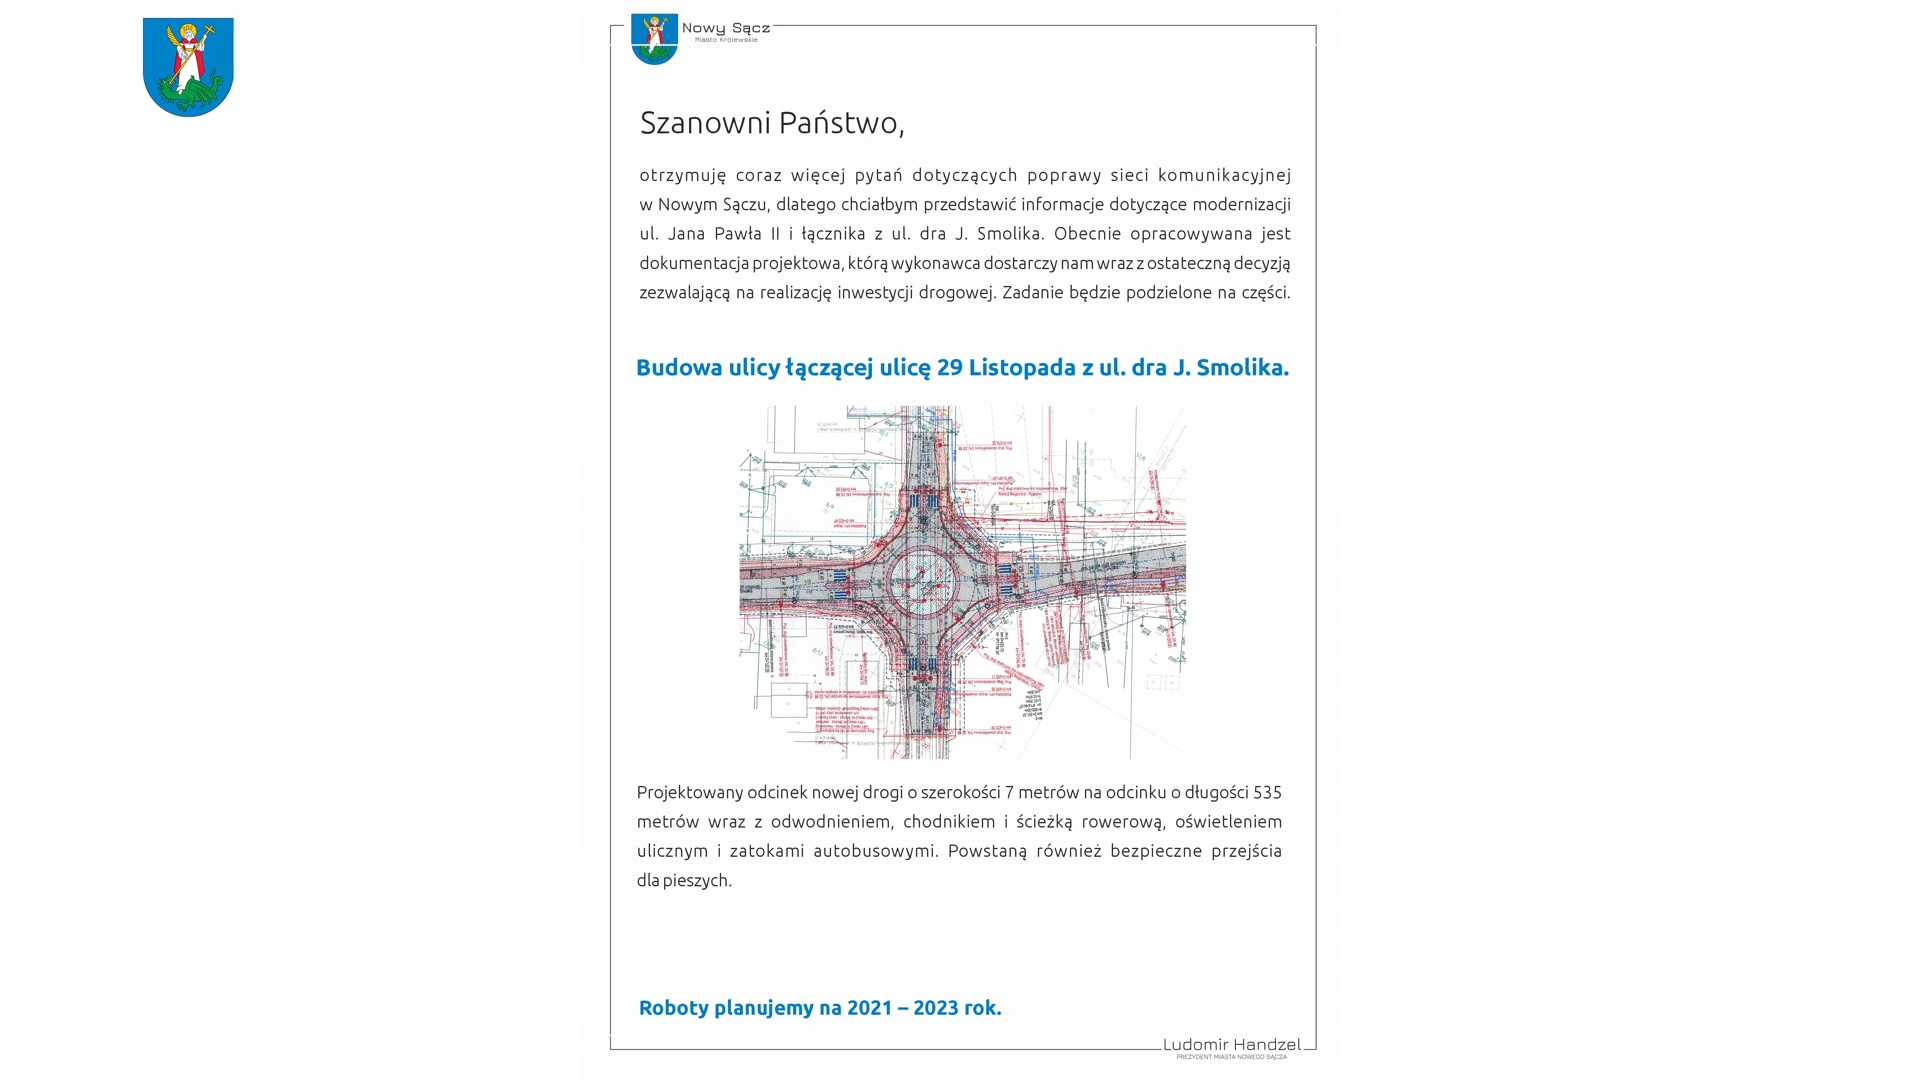 Nowy Sącz
Miasto Królewskie
Szanowni Państwo,
otrzymuję coraz więcej pytań dotyczących poprawy sieci komunikacyjnej
w Nowym Sączu, dlatego chciałbym przedstawić informacje dotyczące modernizacji
ul. Jana Pawła II i łącznika z ul. dra J. Smolika. Obecnie opracowywana jest
dokumentacja projektowa, którą wykonawca dostarczy nam wraz z ostateczną decyzją
zezwalającą na realizację inwestycji drogowej. Zadanie będzie podzielone na części.
Budowa ulicy łączącej ulicę 29 Listopada z ul. dra J. Smolika.
Projektowany odcinek nowej drogi o szerokości 7 metrów na odcinku o długości 535
metrów wraz z odwodnieniem, chodnikiem i ścieżką rowerową, oświetleniem
ulicznym i zatokami autobusowymi. Powstaną również bezpieczne przejścia
dla pieszych.
Roboty planujemy na 2021 – 2023 rok.
Ludomir Handzel
PREZYDENT MIASTA NOWEGO SĄCZA